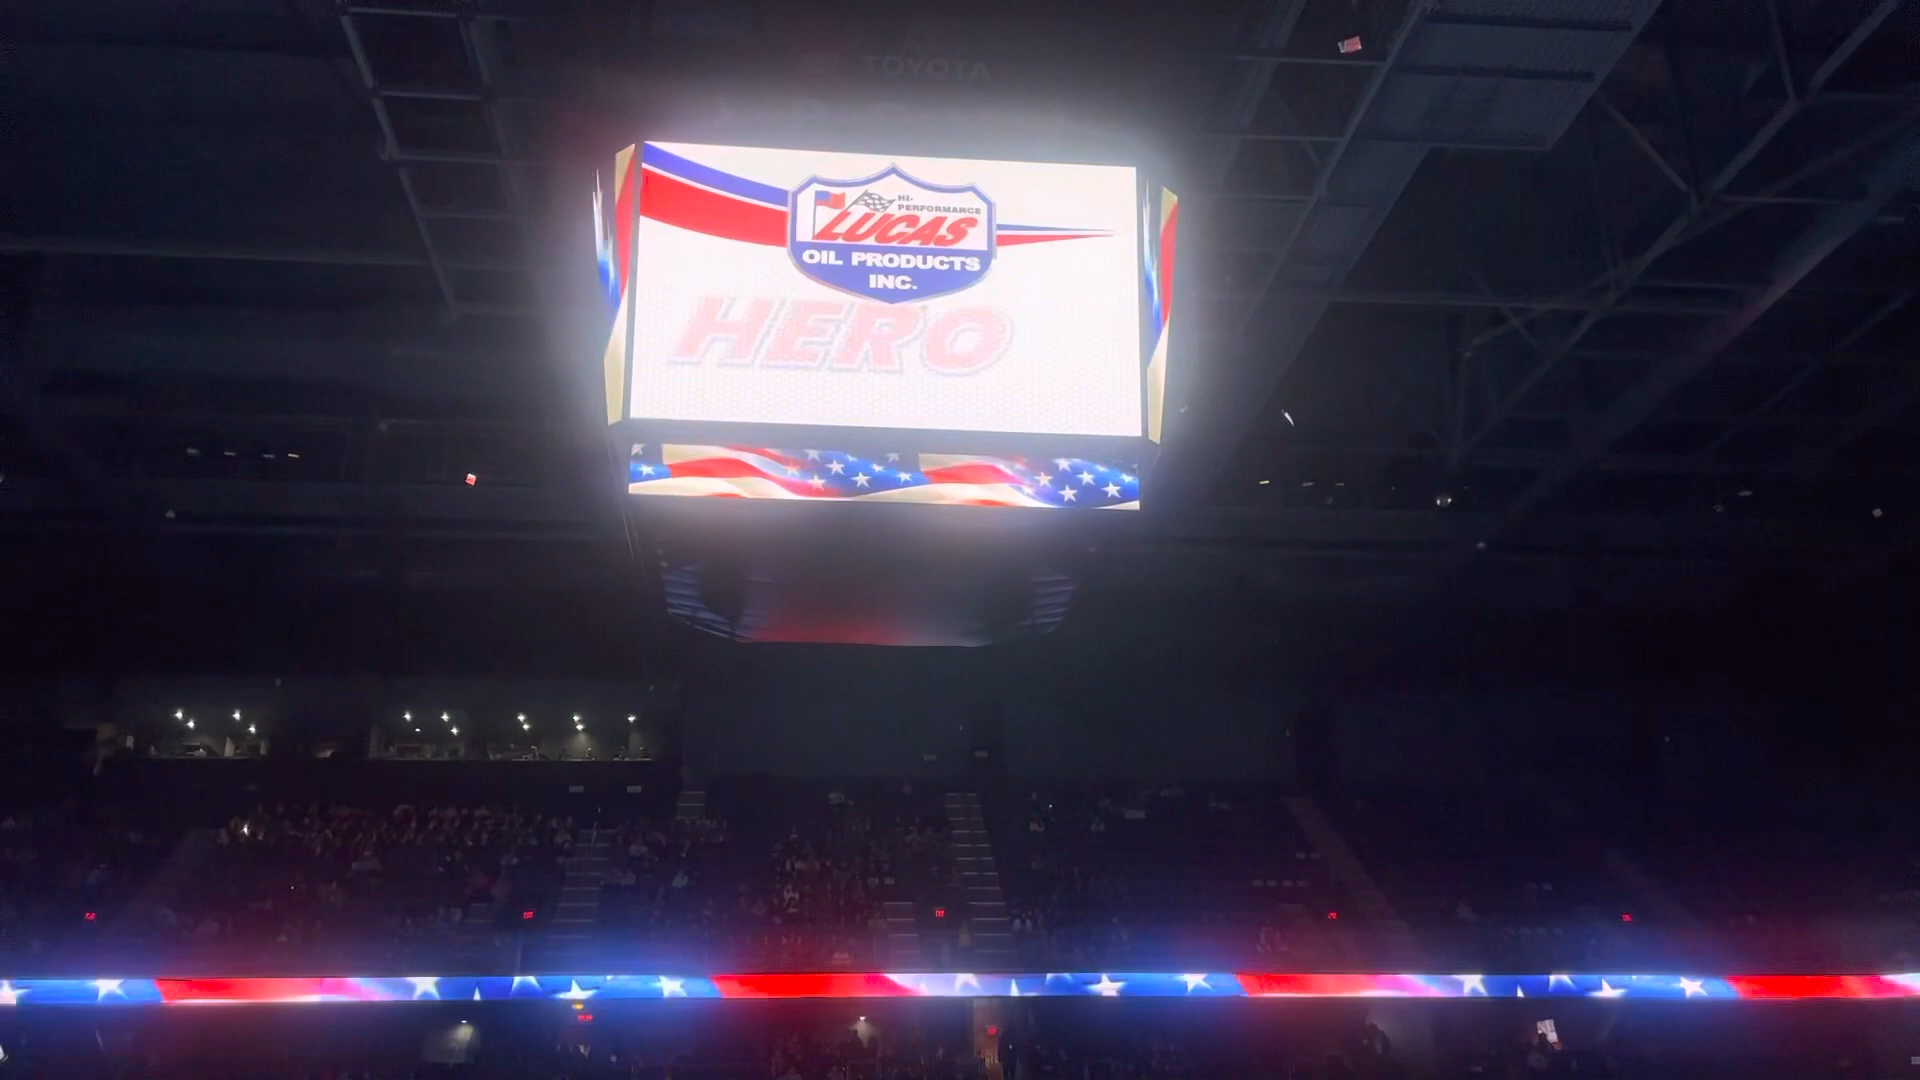 TOYOTA
HI-
PERFORMANCE
LUCAS
OIL PRODUCTS
INC.
HERO